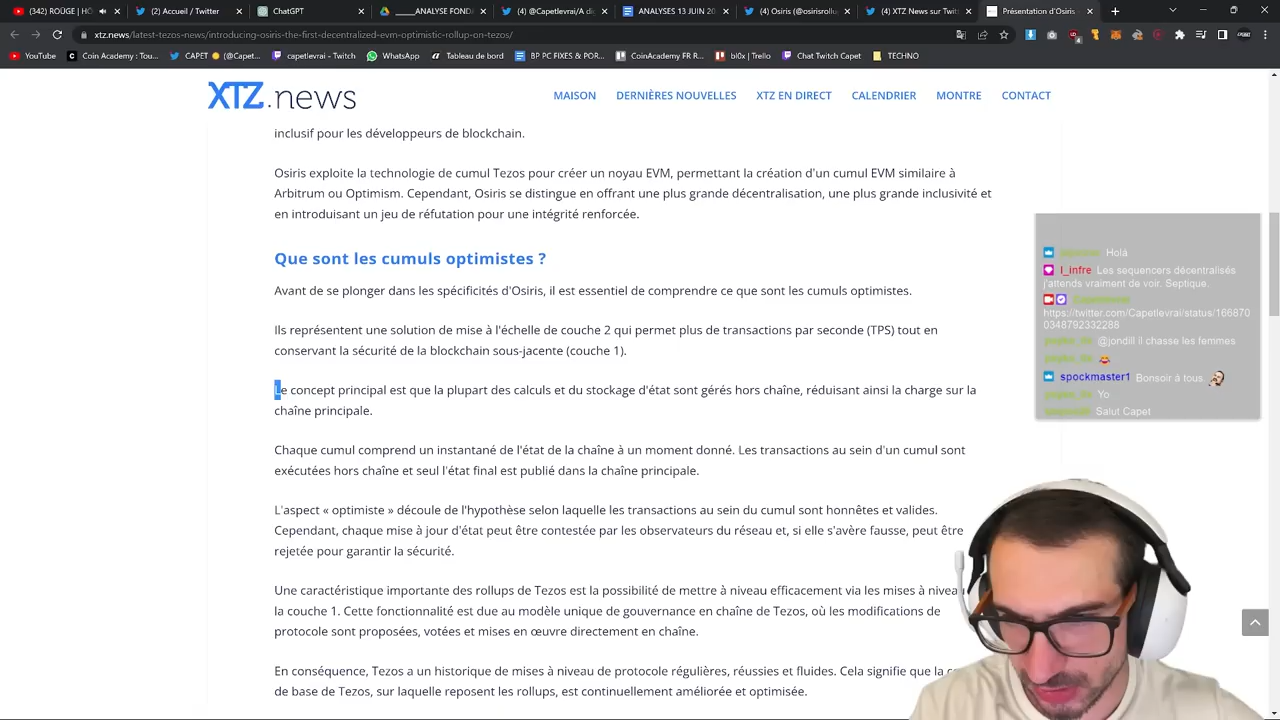 (342) ROUGE | HÔ
Accueil / Twitter
ChatGPT
_____ANALYSE FOND
(4) @Capetlevrai/A di
ANALYSES 13 JUIN 20
(4) Osiris (@osirisrollu
(4) XTZ News sur Twitt
Présentation d'Osiris
xtz.news/latest-tezos-news/introducing-osiris-the-first-decentralized-evm-optimistic-rollup-on-tezos/
YouTube
Coin Academy : Tou...
CAPET (@Capet...
capetlevrai - Twitch
WhatsApp
Tableau de bord
BP PC FIXES & POR...
CoinAcademy FR R...
bl0x | Trello
Chat Twitch Capet
TECHNO
XTZ.news
MAISON
DERNIÈRES NOUVELLES
XTZ EN DIRECT
CALENDRIER
MONTRE
CONTACT
inclusif pour les développeurs de blockchain.
Osiris exploite la technologie de cumul Tezos pour créer un noyau EVM, permettant la création d'un cumul EVM similaire à
Arbitrum ou Optimism. Cependant, Osiris se distingue en offrant une plus grande décentralisation, une plus grande inclusivité et
en introduisant un jeu de réfutation pour une intégrité renforcée.
Que sont les cumuls optimistes ?
Avant de se plonger dans les spécificités d'Osiris, il est essentiel de comprendre ce que sont les cumuls optimistes.
Ils représentent une solution de mise à l'échelle de couche 2 qui permet plus de transactions par seconde (TPS) tout en
conservant la sécurité de la blockchain sous-jacente (couche 1).
Le concept principal est que la plupart des calculs et du stockage d'état sont gérés hors chaîne, réduisant ainsi la charge sur la
chaîne principale.
Chaque cumul comprend un instantané de l'état de la chaîne à un moment donné. Les transactions au sein d'un cumul sont
exécutées hors chaîne et seul l'état final est publié dans la chaîne principale.
L'aspect « optimiste » découle de l'hypothèse selon laquelle les transactions au sein du cumul sont honnêtes et valides.
Cependant, chaque mise à jour d'état peut être contestée par les observateurs du réseau et, si elle s'avère fausse, peut être
rejetée pour garantir la sécurité.
Une caractéristique importante des rollups de Tezos est la possibilité de mettre à niveau efficacement via les mises à niveau
la couche 1. Cette fonctionnalité est due au modèle unique de gouvernance en chaîne de Tezos, où les modifications de
protocole sont proposées, votées et mises en œuvre directement en chaîne.
En conséquence, Tezos a un historique de mises à niveau de protocole régulières, réussies et fluides. Cela signifie que la
de base de Tezos, sur laquelle reposent les rollups, est continuellement améliorée et optimisée.
Holà
l_Infre Les sequencers décentralisés
j'attends vraiment de voir. Septique.
https://twitter.com/Capetlevrai/status/166870
0348792332288
@jondill il chasse les femmes
spockmaster1 Bonsoir à tous
Yo
Salut Capet